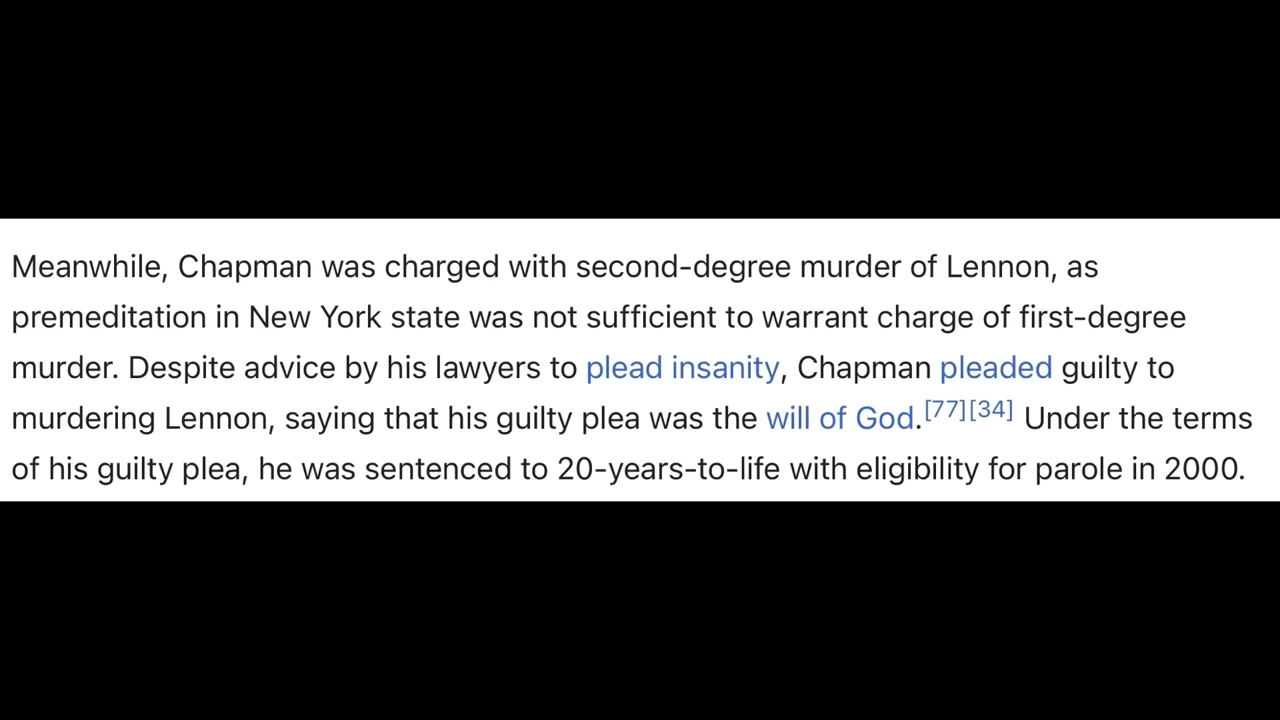 Meanwhile, Chapman was charged with second-degree murder of Lennon, as
premeditation in New York state was not sufficient to warrant charge of first-degree
murder. Despite advice by his lawyers to plead insanity, Chapman pleaded guilty to
murdering Lennon, saying that his guilty plea was the will of God.[77][34] Under the terms
of his guilty plea, he was sentenced to 20-years-to-life with eligibility for parole in 2000.